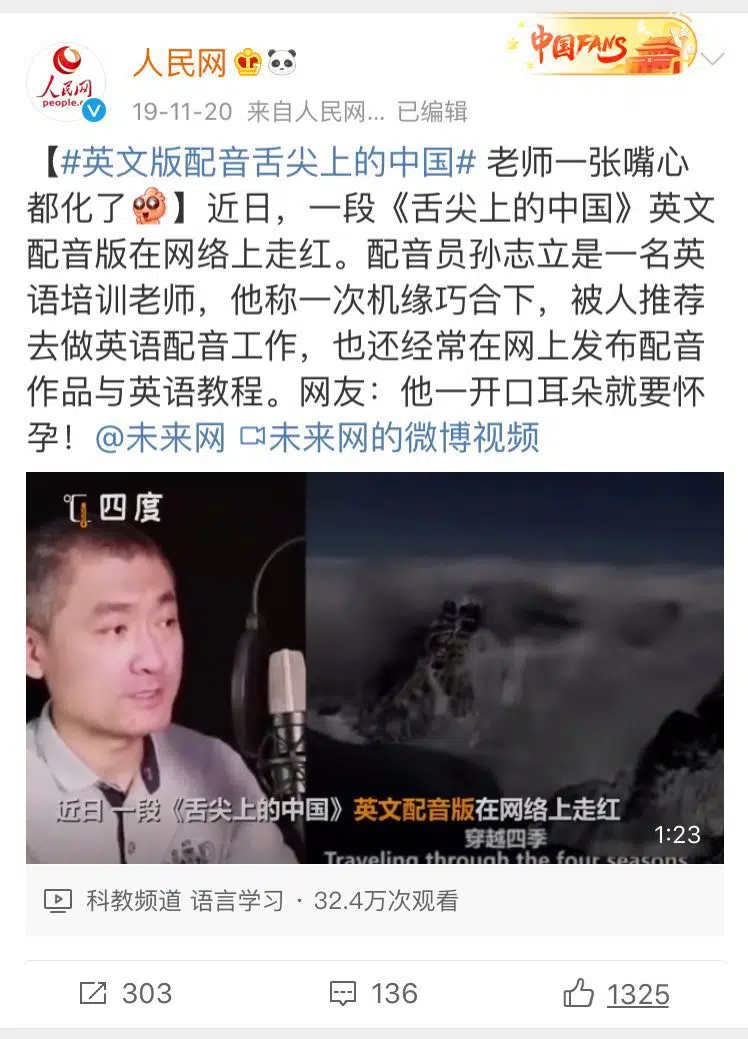 人民网
people.c
人民网
中国FANS
19-11-20 来自人民网... 已编辑
【#英文版配音舌尖上的中国# 老师一张嘴心
都化了】近日，一段《舌尖上的中国》英文
配音版在网络上走红。配音员孙志立是一名英
语培训老师，他称一次机缘巧合下，被人推荐
去做英语配音工作，也还经常在网上发布配音
作品与英语教程。网友：他一开口耳朵就要怀
孕！@未来网 未来网的微博视频
四度
近日 一段《舌尖上的中国》英文配音版在网络上走红
穿越四季
1:23
Traveling through the four seasons
科教频道 语言学习 · 32.4万次观看
303
136
1325